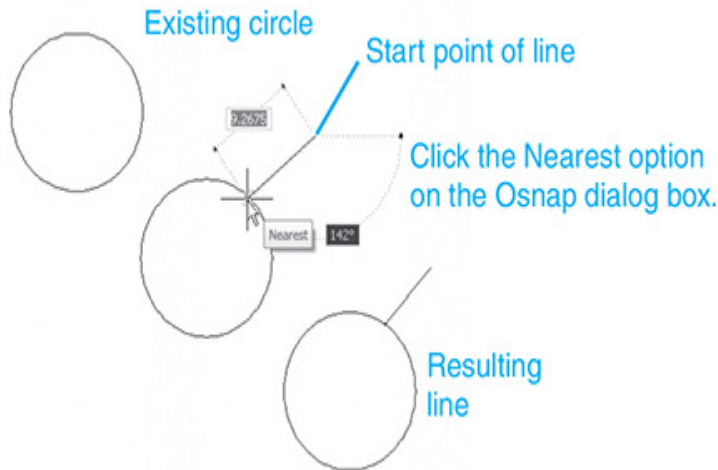 Existing circle
Start point of line
9.2675
Click the Nearest option
on the Osnap dialog box.
Nearest
142°
Resulting
line